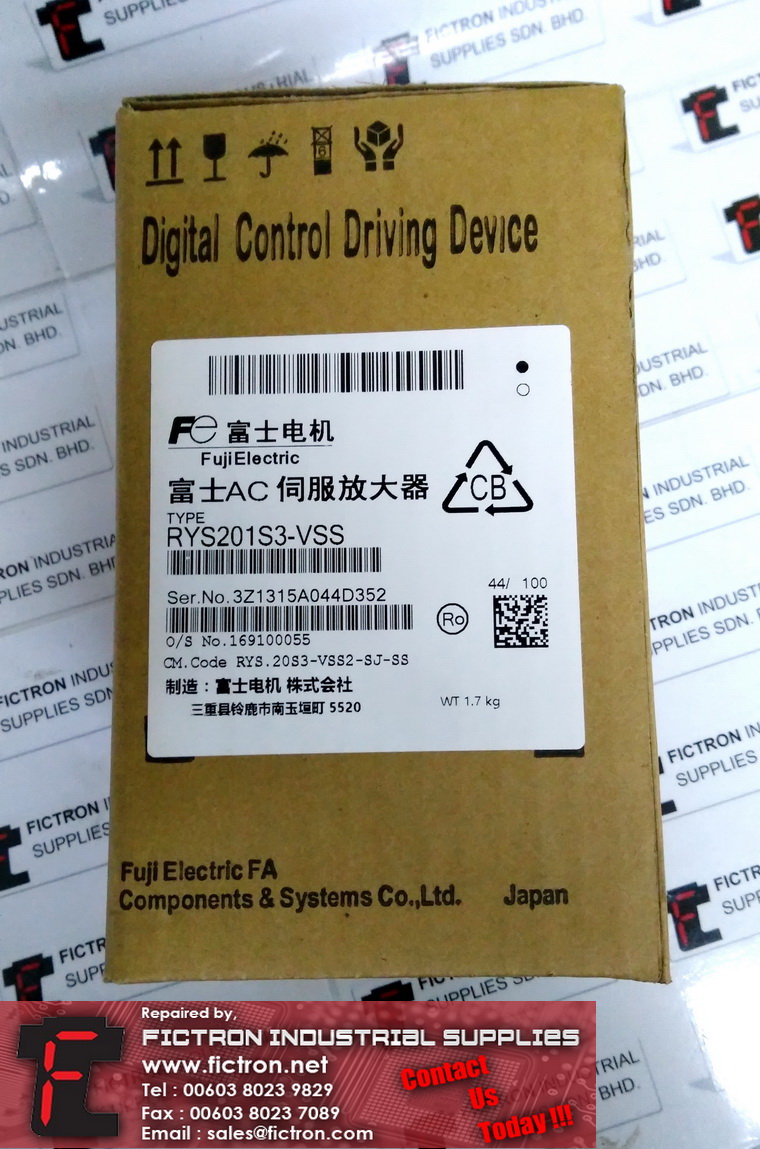 FICTRON INDUSTRIAL
SUPPLIES SDN. BHD.
Digital Control Driving Device
Fe 富士电机
FujiElectric
富士AC 伺服放大器
CB
TYPE
RYS201S3-VSS
Ser.No.3Z1315A044D352
44/ 100
Ro
O/S No.169100055
CM.Code RYS.20S3-VSS2-SJ-SS
制造：富士电机 株式会社
三重县铃鹿市南玉垣町 5520
WT 1.7 kg
Fuji Electric FA
Components & Systems Co.,Ltd. Japan
Repaired by,
FICTRON INDUSTRIAL SUPPLIES
www.fictron.net
Tel : 00603 8023 9829
Fax : 00603 8023 7089
Email : sales@fictron.com
Contact
Us
Today !!!